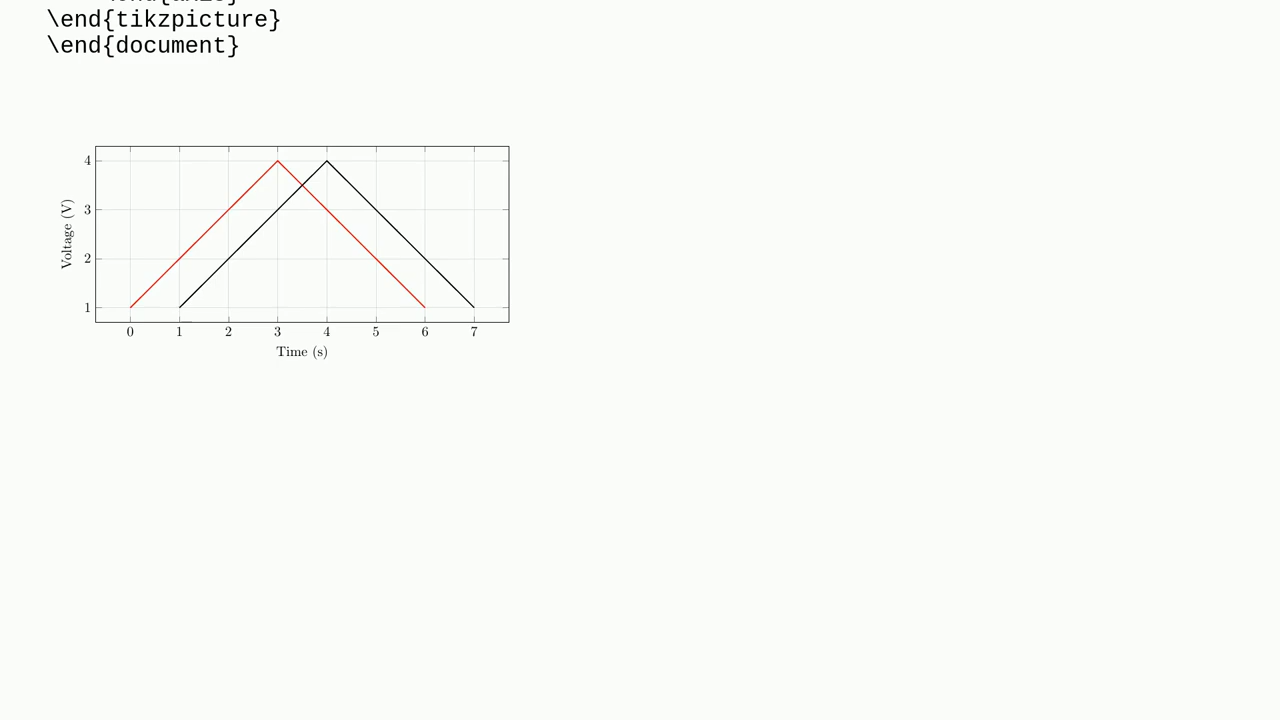 \end{tikzpicture}
\end{document}
4
3
2
1
Voltage (V)
0 1 2 3 4 5 6 7
Time (s)